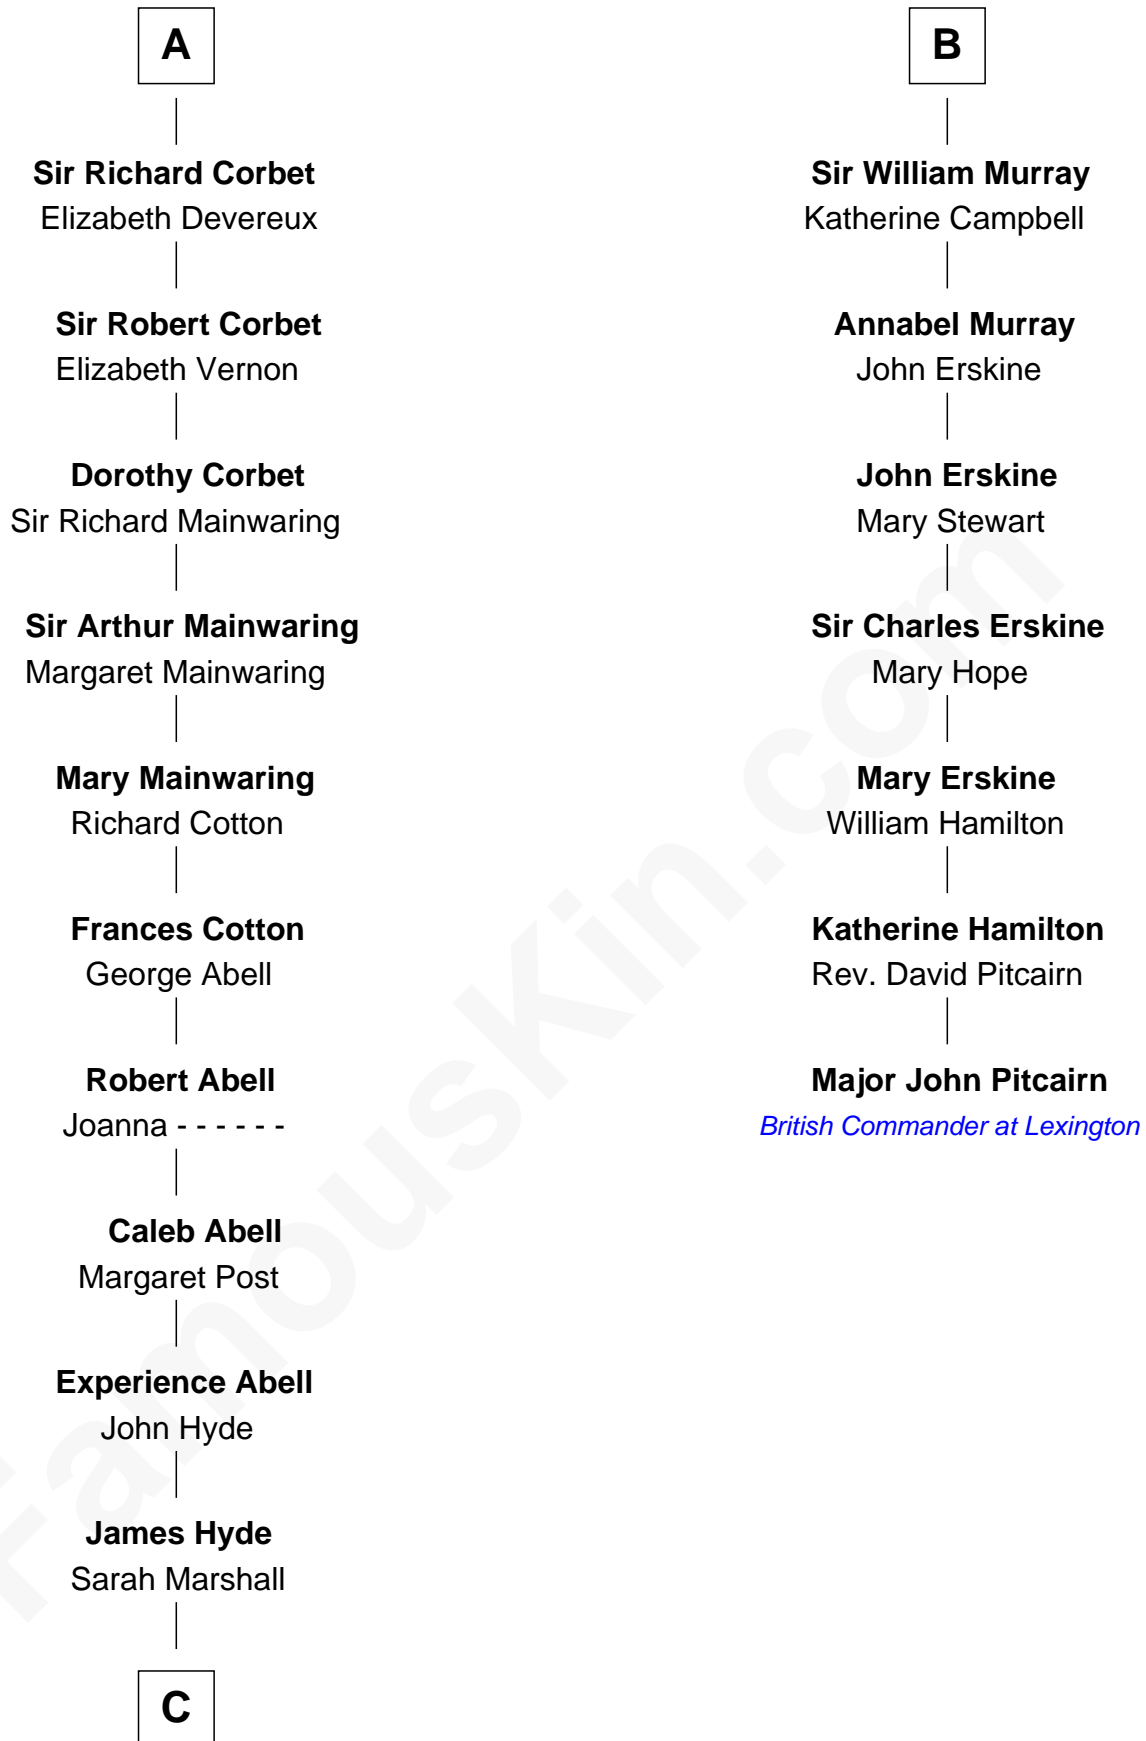 A
Sir Richard Corbet
Elizabeth Devereux
Sir Robert Corbet
Elizabeth Vernon
Dorothy Corbet
Sir Richard Mainwaring
Sir Arthur Mainwaring
Margaret Mainwaring
Mary Mainwaring
Richard Cotton
Frances Cotton
George Abell
Robert Abell
Joanna - - - - - -
Caleb Abell
Margaret Post
Experience Abell
John Hyde
James Hyde
Sarah Marshall
C
B
Sir William Murray
Katherine Campbell
Annabel Murray
John Erskine
John Erskine
Mary Stewart
Sir Charles Erskine
Mary Hope
Mary Erskine
William Hamilton
Katherine Hamilton
Rev. David Pitcairn
Major John Pitcairn
British Commander at Lexington
FamousKin.com